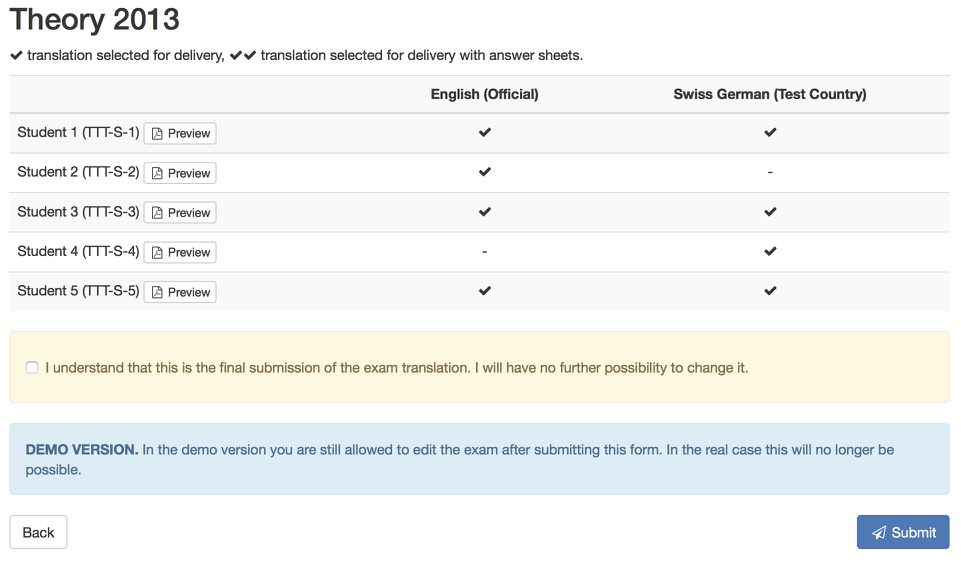 Theory 2013
✔ translation selected for delivery, ✔✔ translation selected for delivery with answer sheets.
English (Official) Swiss German (Test Country)
Student 1 (TTT-S-1) Preview ✔ ✔
Student 2 (TTT-S-2) Preview ✔ -
Student 3 (TTT-S-3) Preview ✔ ✔
Student 4 (TTT-S-4) Preview - ✔
Student 5 (TTT-S-5) Preview ✔ ✔
I understand that this is the final submission of the exam translation. I will have no further possibility to change it.
DEMO VERSION. In the demo version you are still allowed to edit the exam after submitting this form. In the real case this will no longer be
possible.
Back Submit